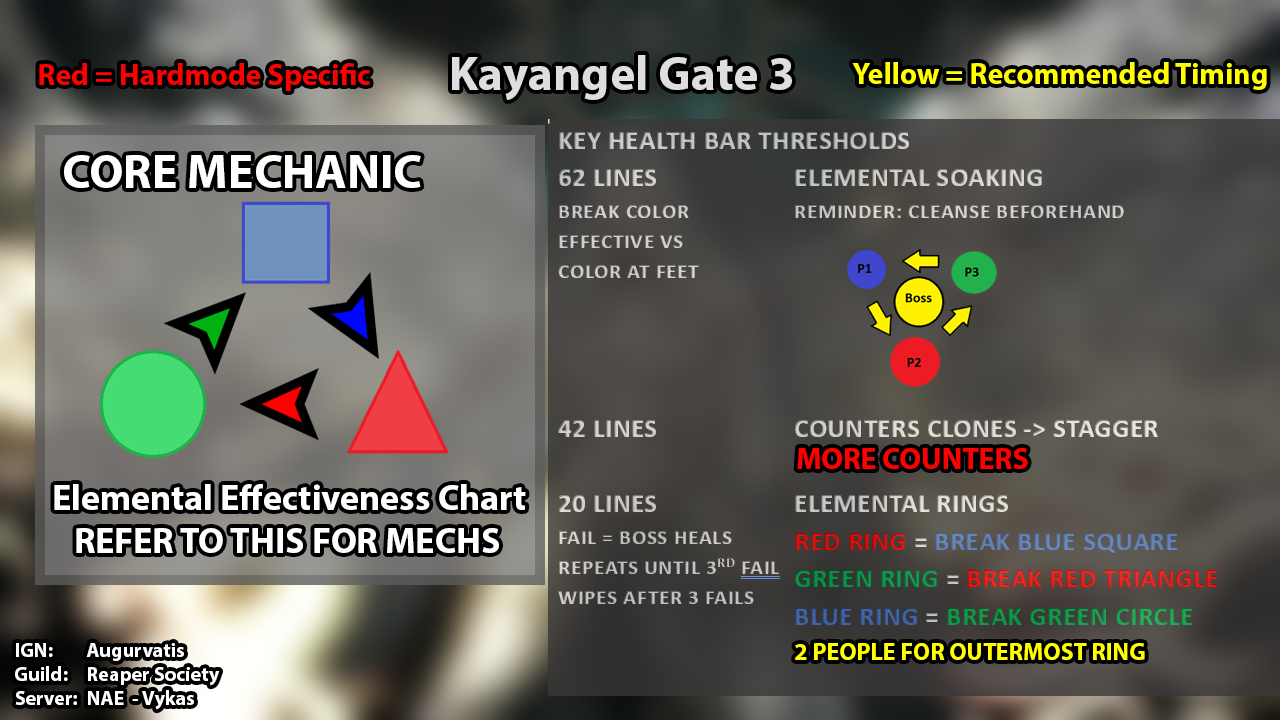 Red = Hardmode Specific
Kayangel Gate 3
Yellow = Recommended Timing
CORE MECHANIC
Elemental Effectiveness Chart
REFER TO THIS FOR MECHS
KEY HEALTH BAR THRESHOLDS
62 LINES
ELEMENTAL SOAKING
BREAK COLOR
REMINDER: CLEANSE BEFOREHAND
EFFECTIVE VS
COLOR AT FEET
P1
P3
Boss
P2
42 LINES
COUNTERS CLONES -> STAGGER
MORE COUNTERS
20 LINES
ELEMENTAL RINGS
FAIL = BOSS HEALS
RED RING = BREAK BLUE SQUARE
REPEATS UNTIL 3RD FAIL
GREEN RING = BREAK RED TRIANGLE
WIPES AFTER 3 FAILS
BLUE RING = BREAK GREEN CIRCLE
2 PEOPLE FOR OUTERMOST RING
IGN: Augurvatis
Guild: Reaper Society
Server: NAE - Vykas